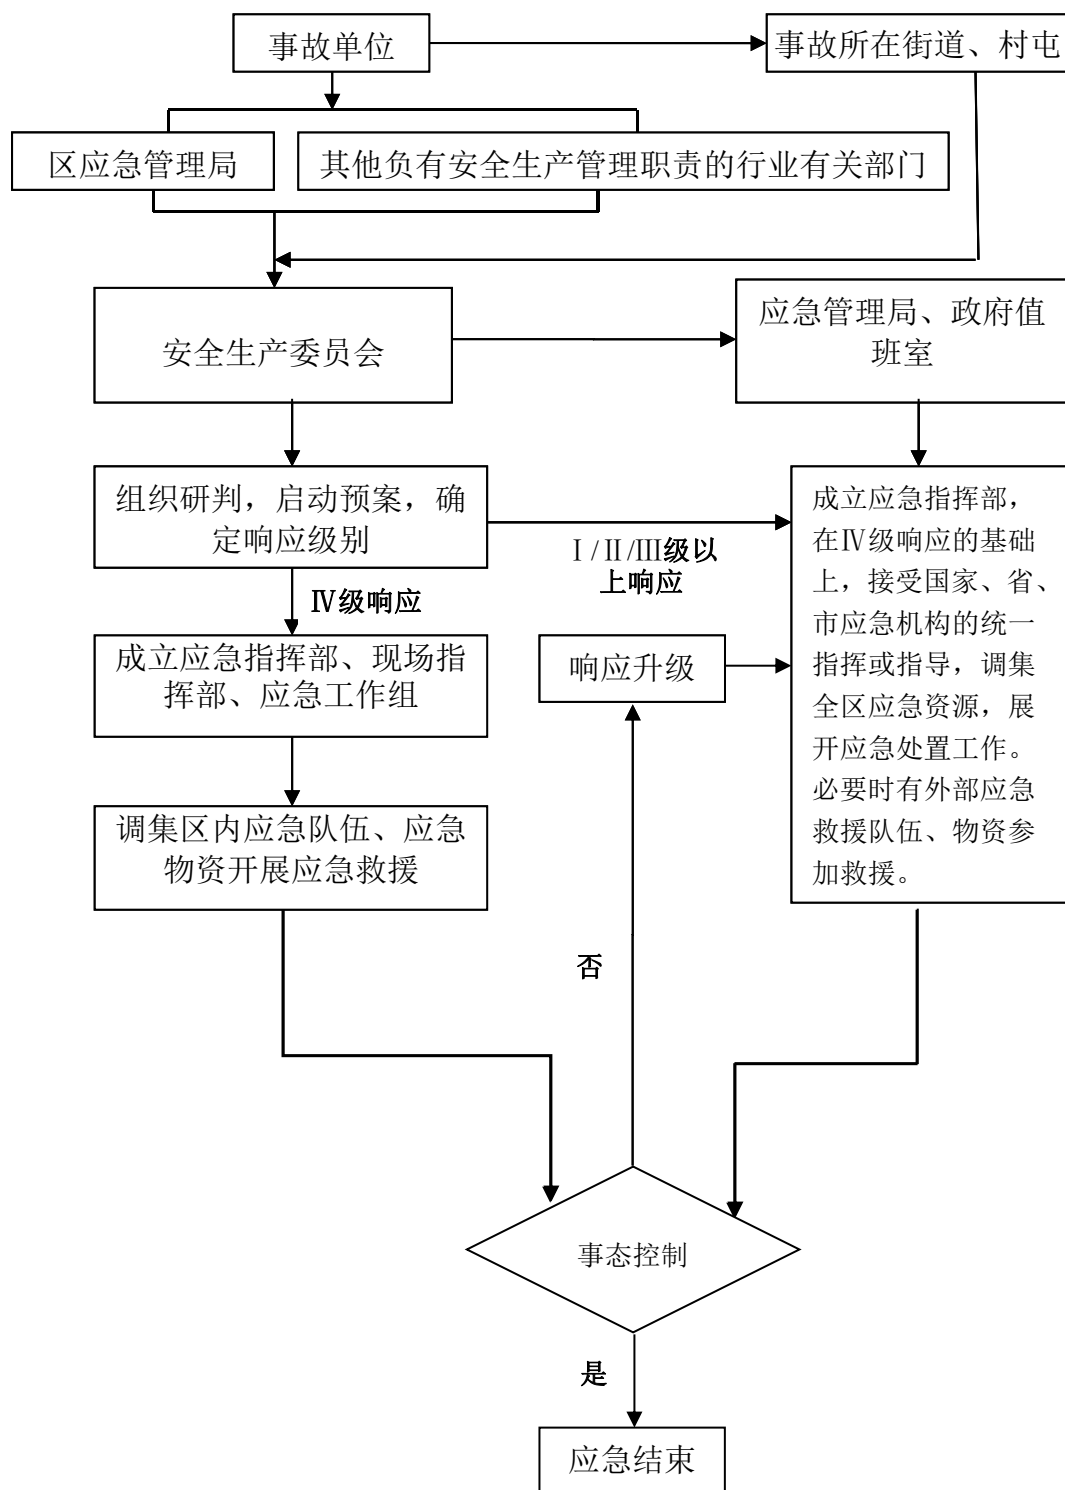 事故单位
事故所在街道、村屯
区应急管理局
其他负有安全生产管理职责的行业有关部门
安全生产委员会
应急管理局、政府值
班室
组织研判，启动预案，确
定响应级别
Ⅰ/Ⅱ/Ⅲ级以
上响应
成立应急指挥部，
在Ⅳ级响应的基础
上，接受国家、省、
市应急机构的统一
指挥或指导，调集
全区应急资源，展
开应急处置工作。
必要时有外部应急
救援队伍、物资参
加救援。
Ⅳ级响应
成立应急指挥部、现场指
挥部、应急工作组
响应升级
调集区内应急队伍、应急
物资开展应急救援
否
事态控制
是
应急结束